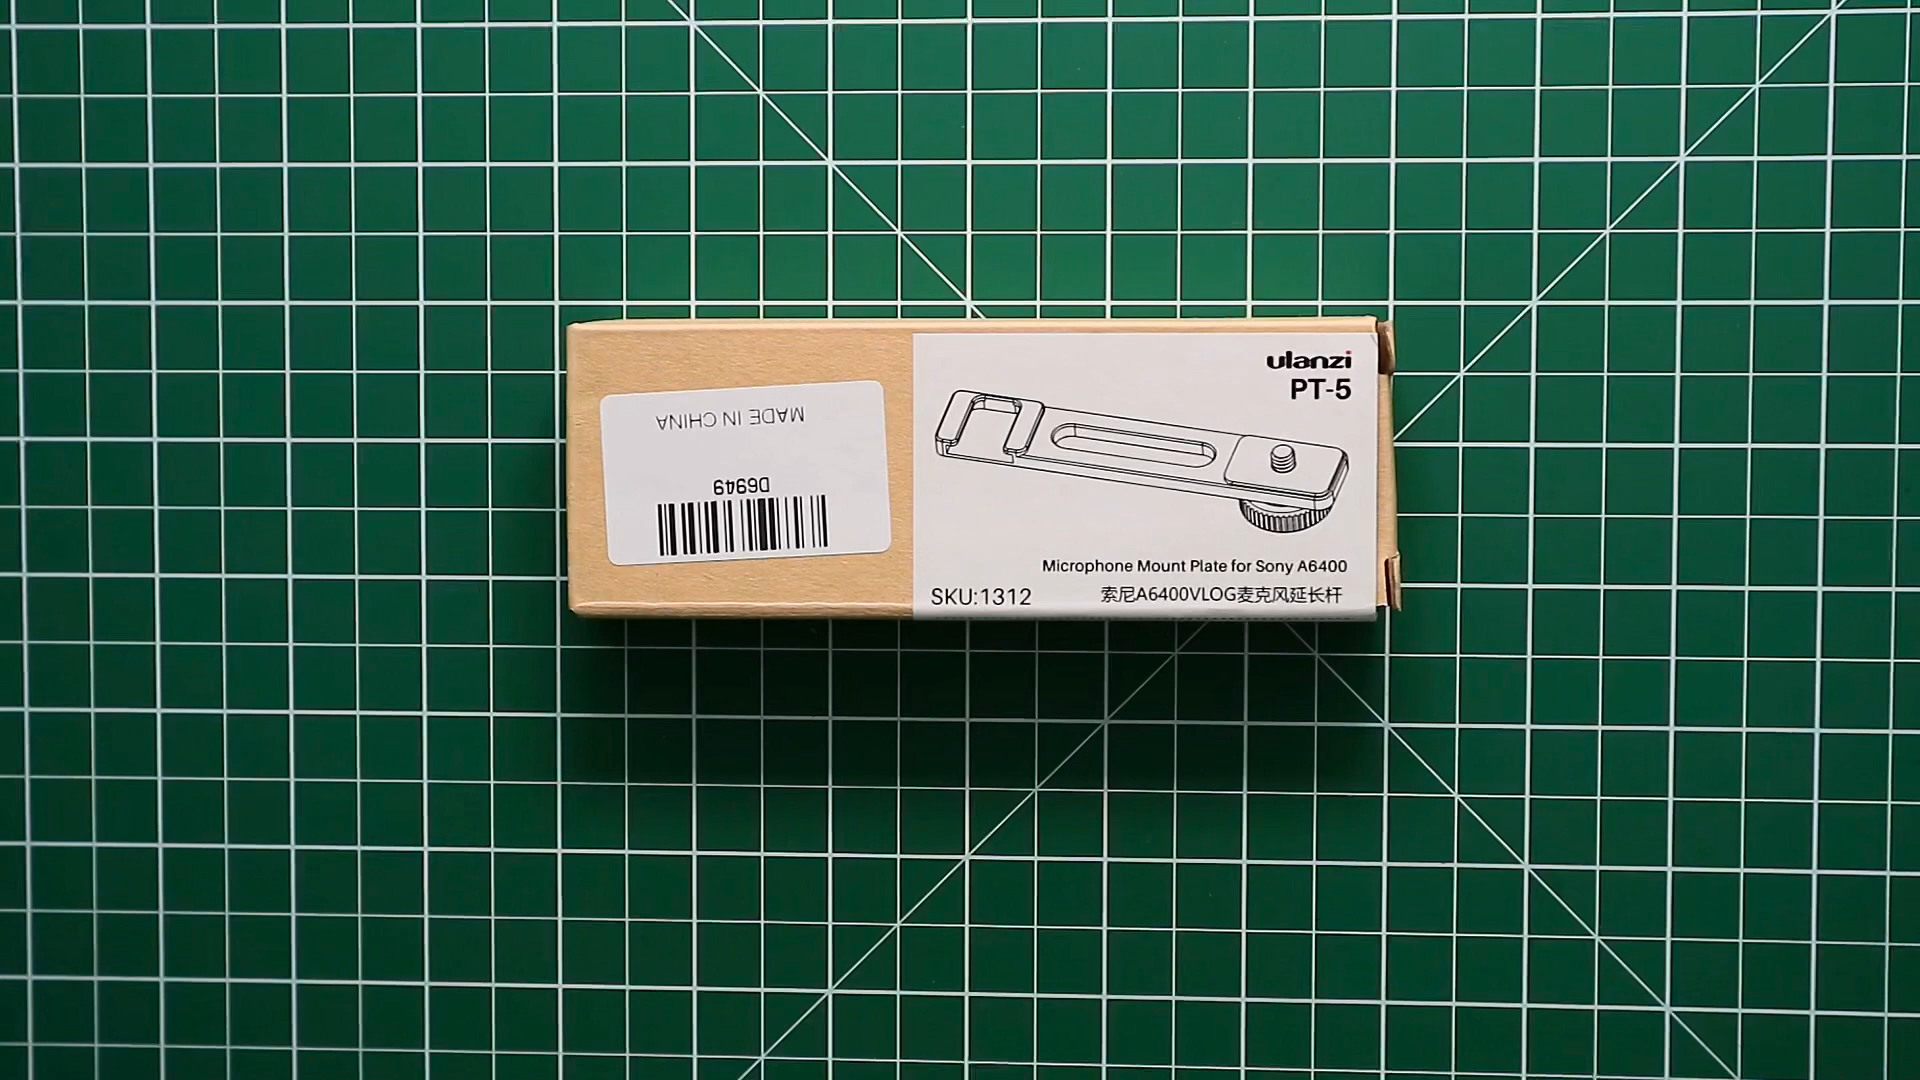 MADE IN CHINA
D6949
ulanzi
PT-5
Microphone Mount Plate for Sony A6400
SKU:1312
索尼A6400VLOG麦克风延长杆